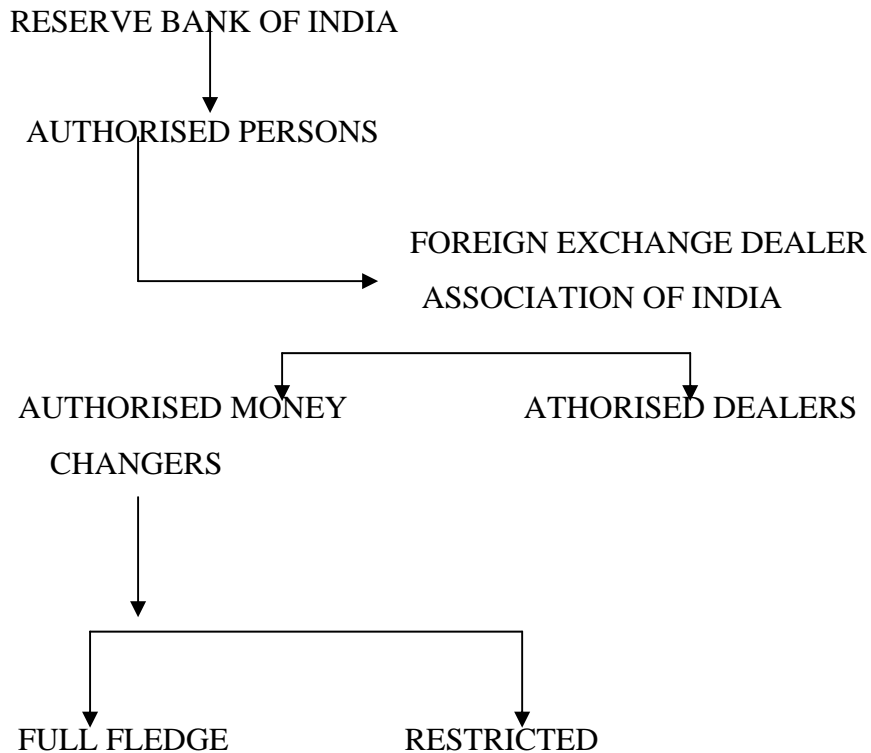 RESERVE BANK OF INDIA
AUTHORISED PERSONS
FOREIGN EXCHANGE DEALER
ASSOCIATION OF INDIA
AUTHORISED MONEY
CHANGERS
ATHORISED DEALERS
FULL FLEDGE
RESTRICTED